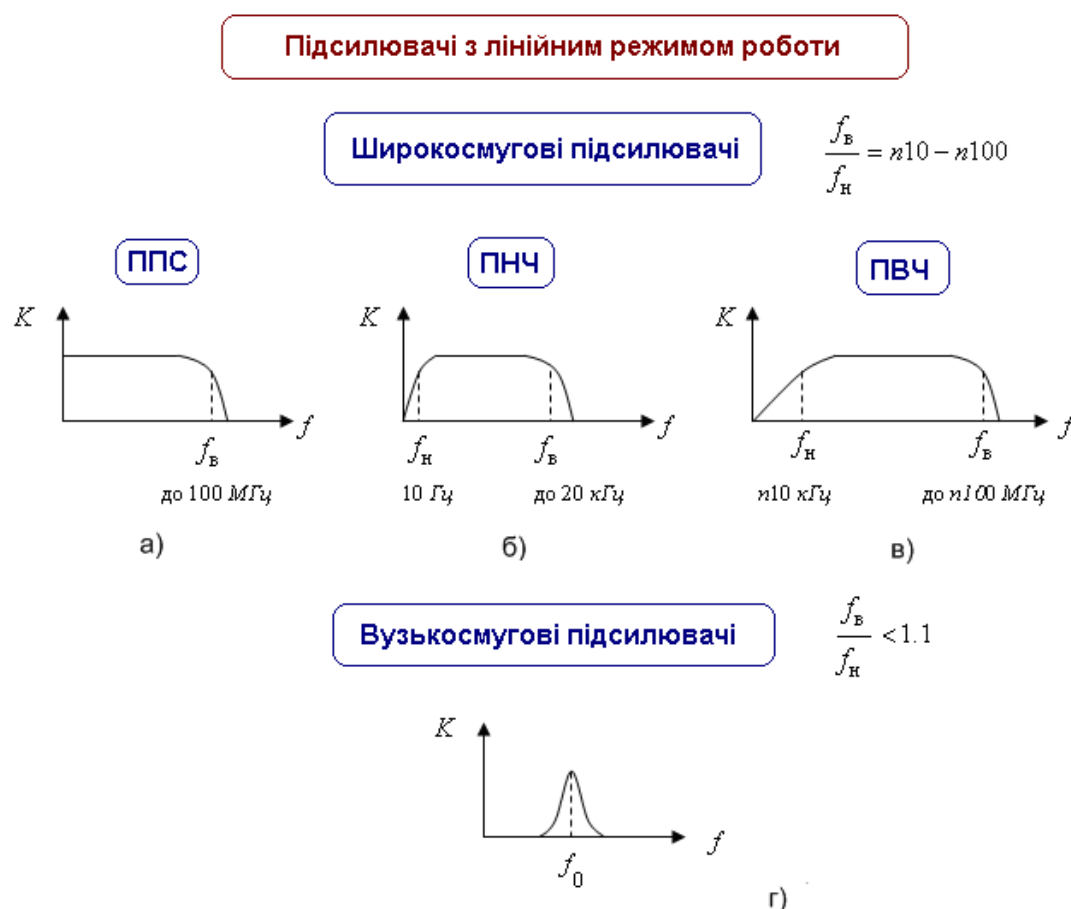 Підсилювачі з лінійним режимом роботи
Широкосмугові підсилювачі
fв/fн = n10 − n100
ППС
ПНЧ
ПВЧ
K
K
K
f
f
f
fв
fн
fв
fн
fв
до 100 МГц
10 Гц
до 20 кГц
n10 кГц
до n100 МГц
а)
б)
в)
Вузькосмугові підсилювачі
fв/fн < 1.1
K
f
f0
г)